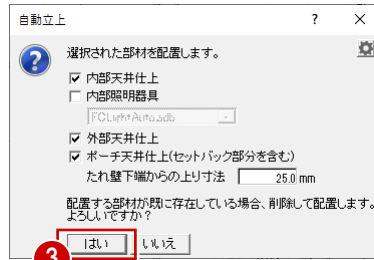 自動立上
?
×
選択された部材を配置します。
内部天井仕上
内部照明器具
FCLightAuto.sdb
外部天井仕上
ポーチ天井仕上(セットバック部分を含む)
たれ壁下端からの上り寸法 25.0 mm
配置する部材が既に存在している場合、削除して配置します。
よろしいですか？
3
はい いいえ